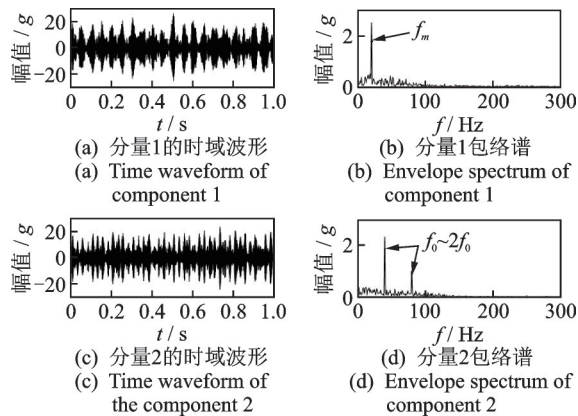 幅值 / g
20
0
−20
0 0.2 0.4 0.6 0.8 1.0
t / s
(a) 分量1的时域波形
(a) Time waveform of
component 1
幅值 / g
2
0
fm
0 100 200 300
f / Hz
(b) 分量1包络谱
(b) Envelope spectrum of
component 1
幅值 / g
20
0
−20
0 0.2 0.4 0.6 0.8 1.0
t / s
(c) 分量2的时域波形
(c) Time waveform of
the component 2
幅值 / g
2
0
f0~2f0
100 200 300
f / Hz
(d) 分量2包络谱
(d) Envelope spectrum of
component 2